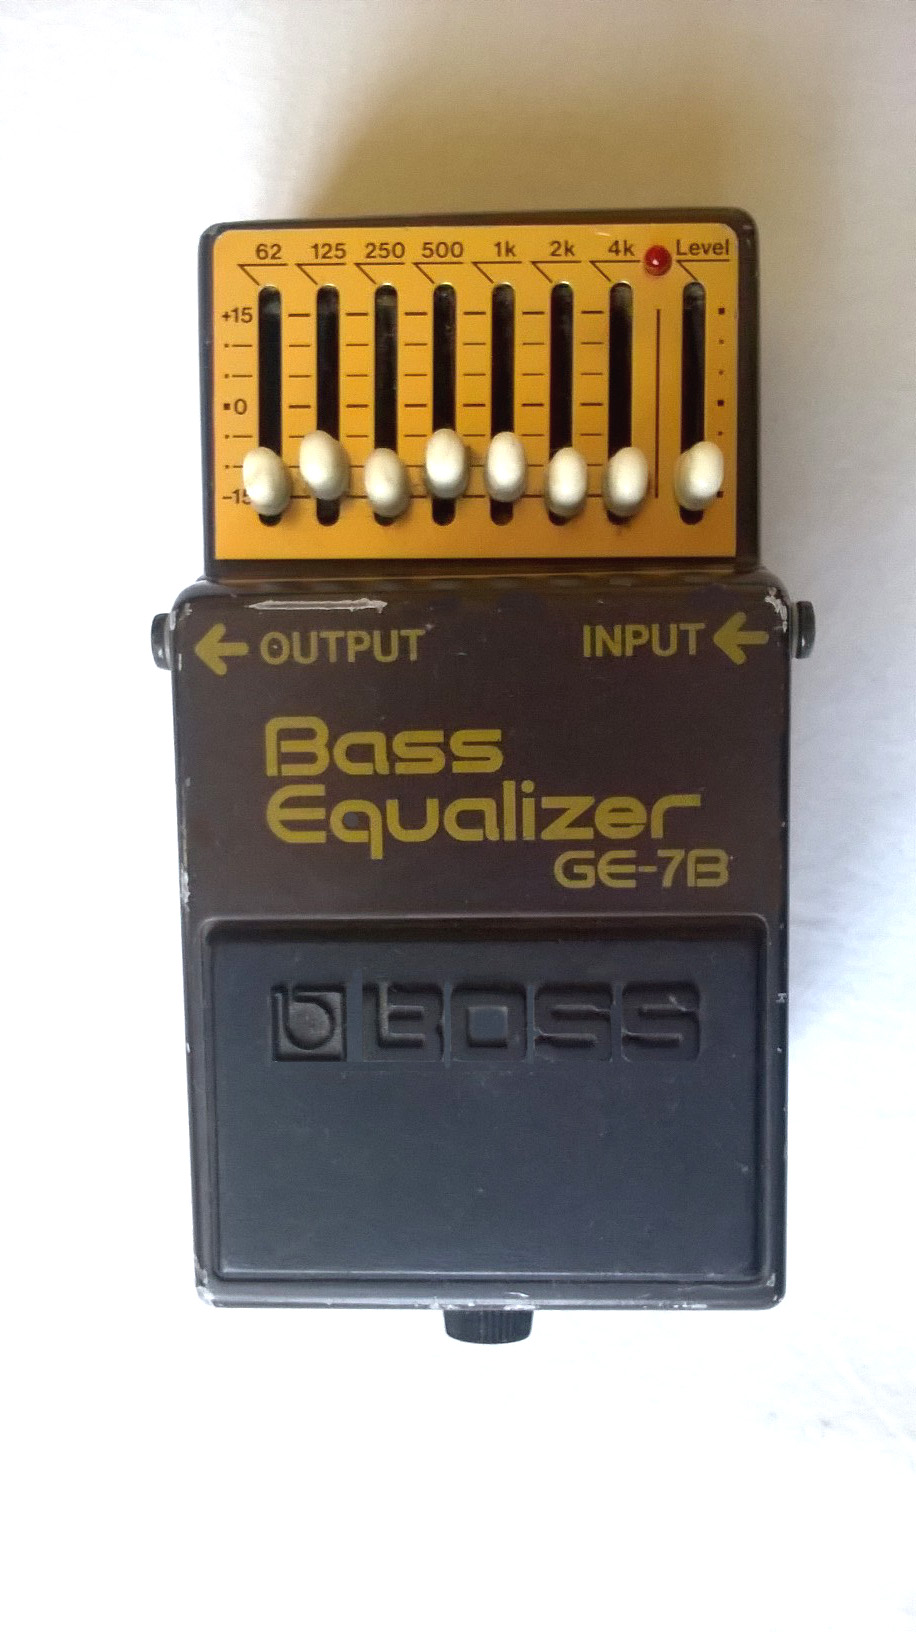 62 125 250 500 1k 2k 4k Level
+15
0
-15
OUTPUT INPUT
Bass
Equalizer
GE-7B
BOSS